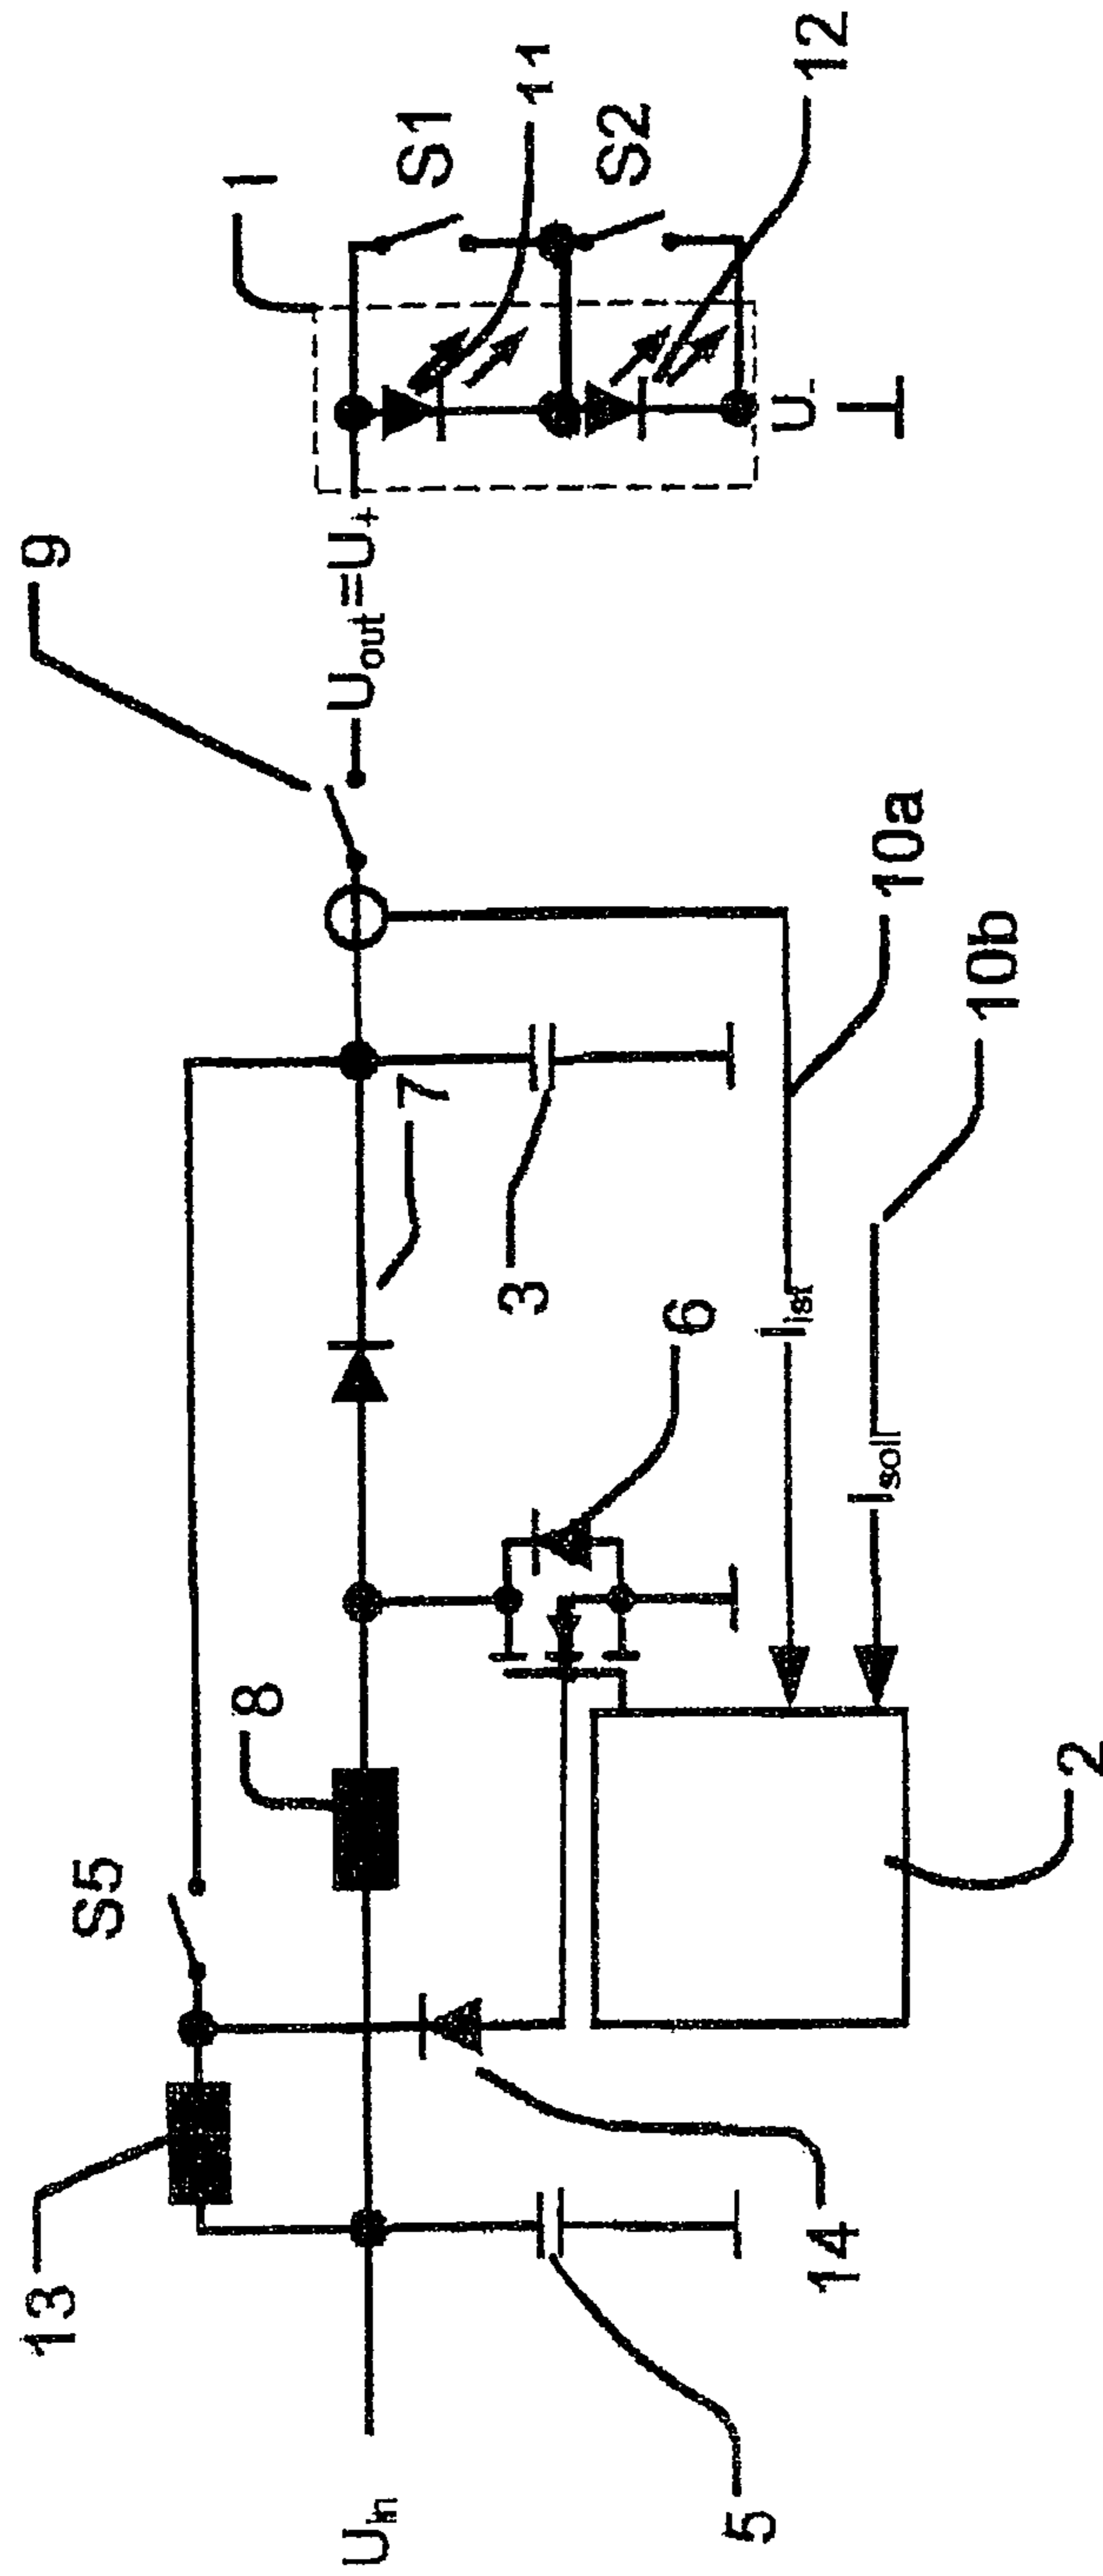 9
1
11
12
S1
S2
U_out=U_+
U_-
13
S5
8
7
3
6
10a
10b
I_ist
I_soll
U_in
5
14
2